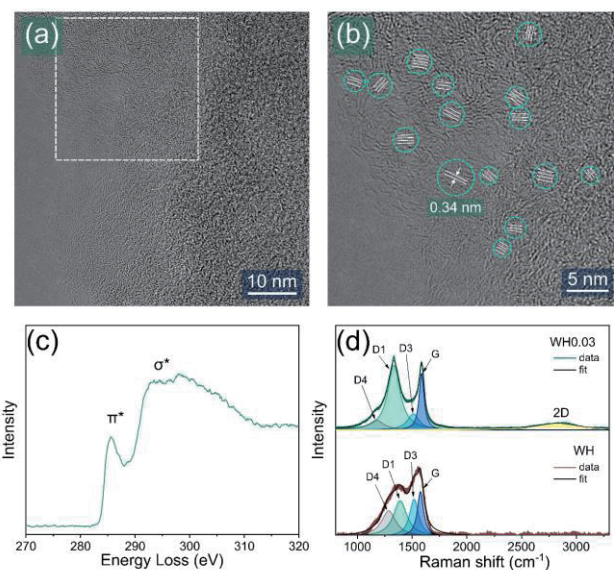 (a)
10 nm
(b)
0.34 nm
5 nm
(c)
π*
σ*
Intensity
270 280 290 300 310 320
Energy Loss (eV)
(d)
WH0.03
data
fit
D1
D3
G
D4
2D
WH
data
fit
D1
D3
G
D4
Intensity
1000 1500 2000 2500 3000
Raman shift (cm⁻¹)